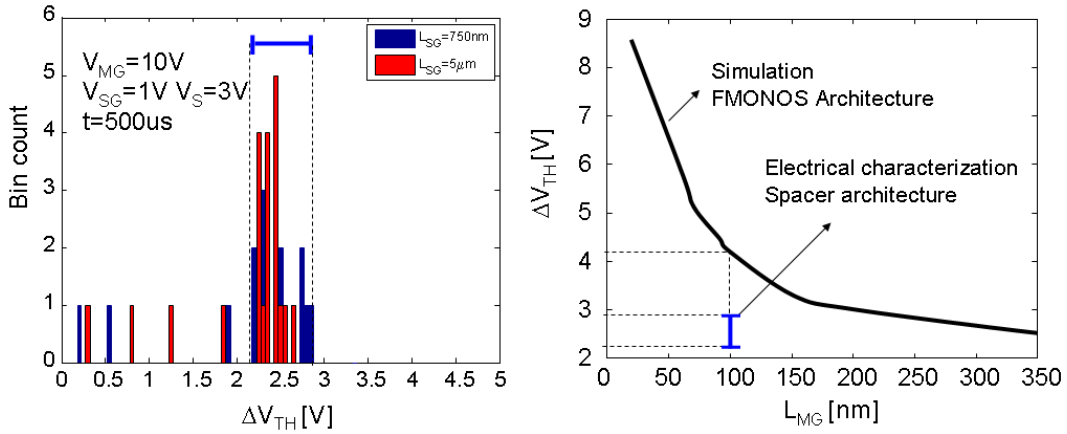 V_MG=10V
V_SG=1V V_S=3V
t=500us
L_SG=750nm
L_SG=5μm
Bin count
6
5
4
3
2
1
0
0 0.5 1 1.5 2 2.5 3 3.5 4 4.5 5
ΔV_TH [V]
Simulation
FMONOS Architecture
Electrical characterization
Spacer architecture
ΔV_TH [V]
9
8
7
6
5
4
3
2
0 50 100 150 200 250 300 350
L_MG [nm]